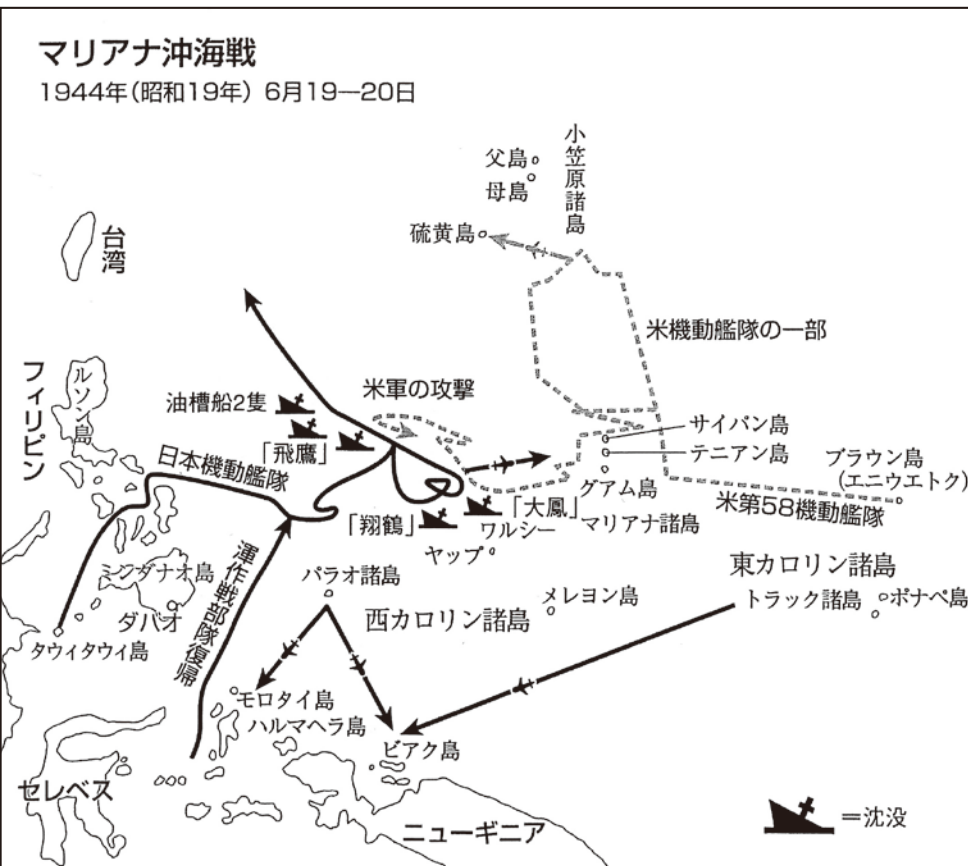 マリアナ沖海戦
1944年(昭和19年) 6月19―20日
小笠原諸島
父島
母島
硫黄島
台湾
米機動艦隊の一部
フィリピン
ルソン島
米軍の攻撃
油槽船2隻
「飛鷹」
サイパン島
テニアン島
ブラウン島
(エニウエトク)
日本機動艦隊
グアム島
米第58機動艦隊
「大鳳」
「翔鶴」
ワルシー
マリアナ諸島
ヤップ
渾作戦部隊復帰
ミンダナオ島
パラオ諸島
東カロリン諸島
メレヨン島
トラック諸島
ポナペ島
西カロリン諸島
ダバオ
タウィタウィ島
モロタイ島
ハルマヘラ島
ビアク島
セレベス
ニューギニア
=沈没